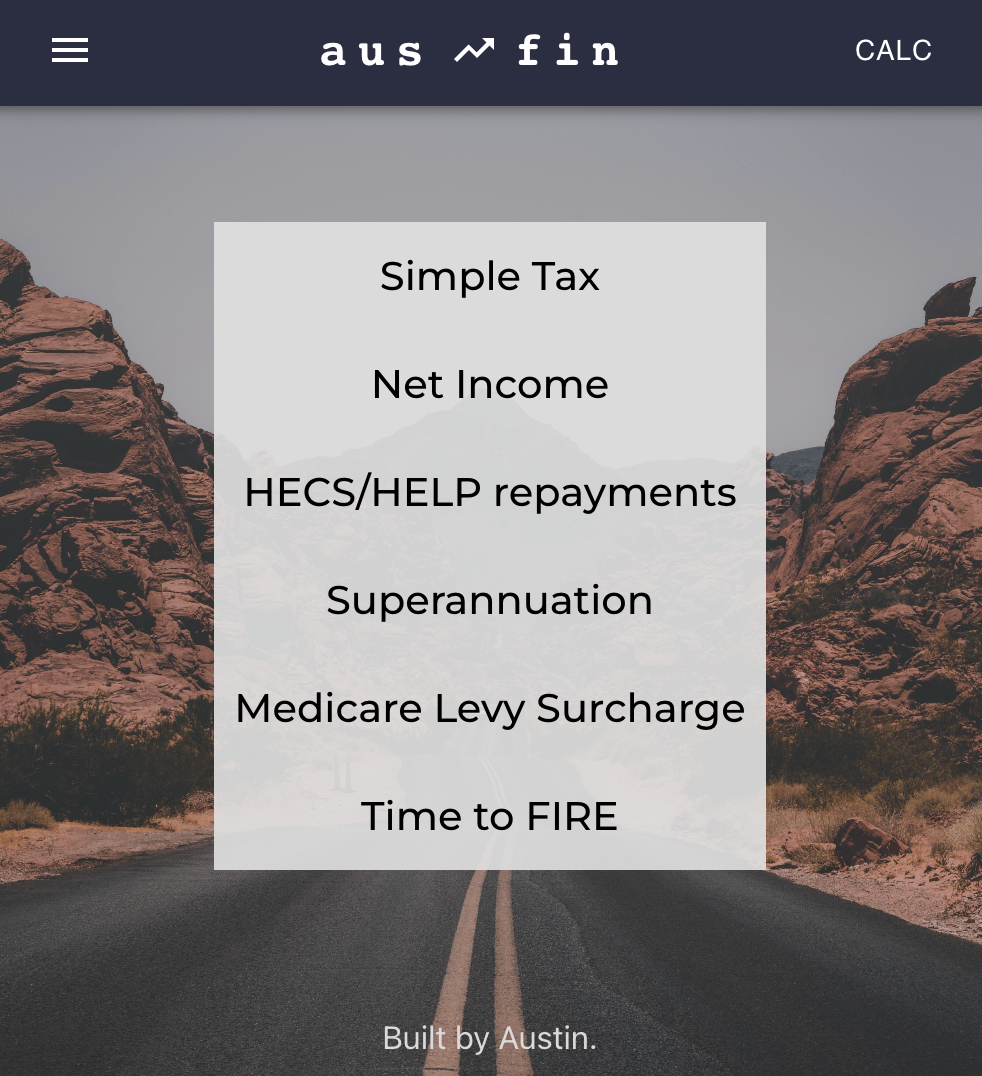 aus fin
CALC
Simple Tax
Net Income
HECS/HELP repayments
Superannuation
Medicare Levy Surcharge
Time to FIRE
Built by Austin.